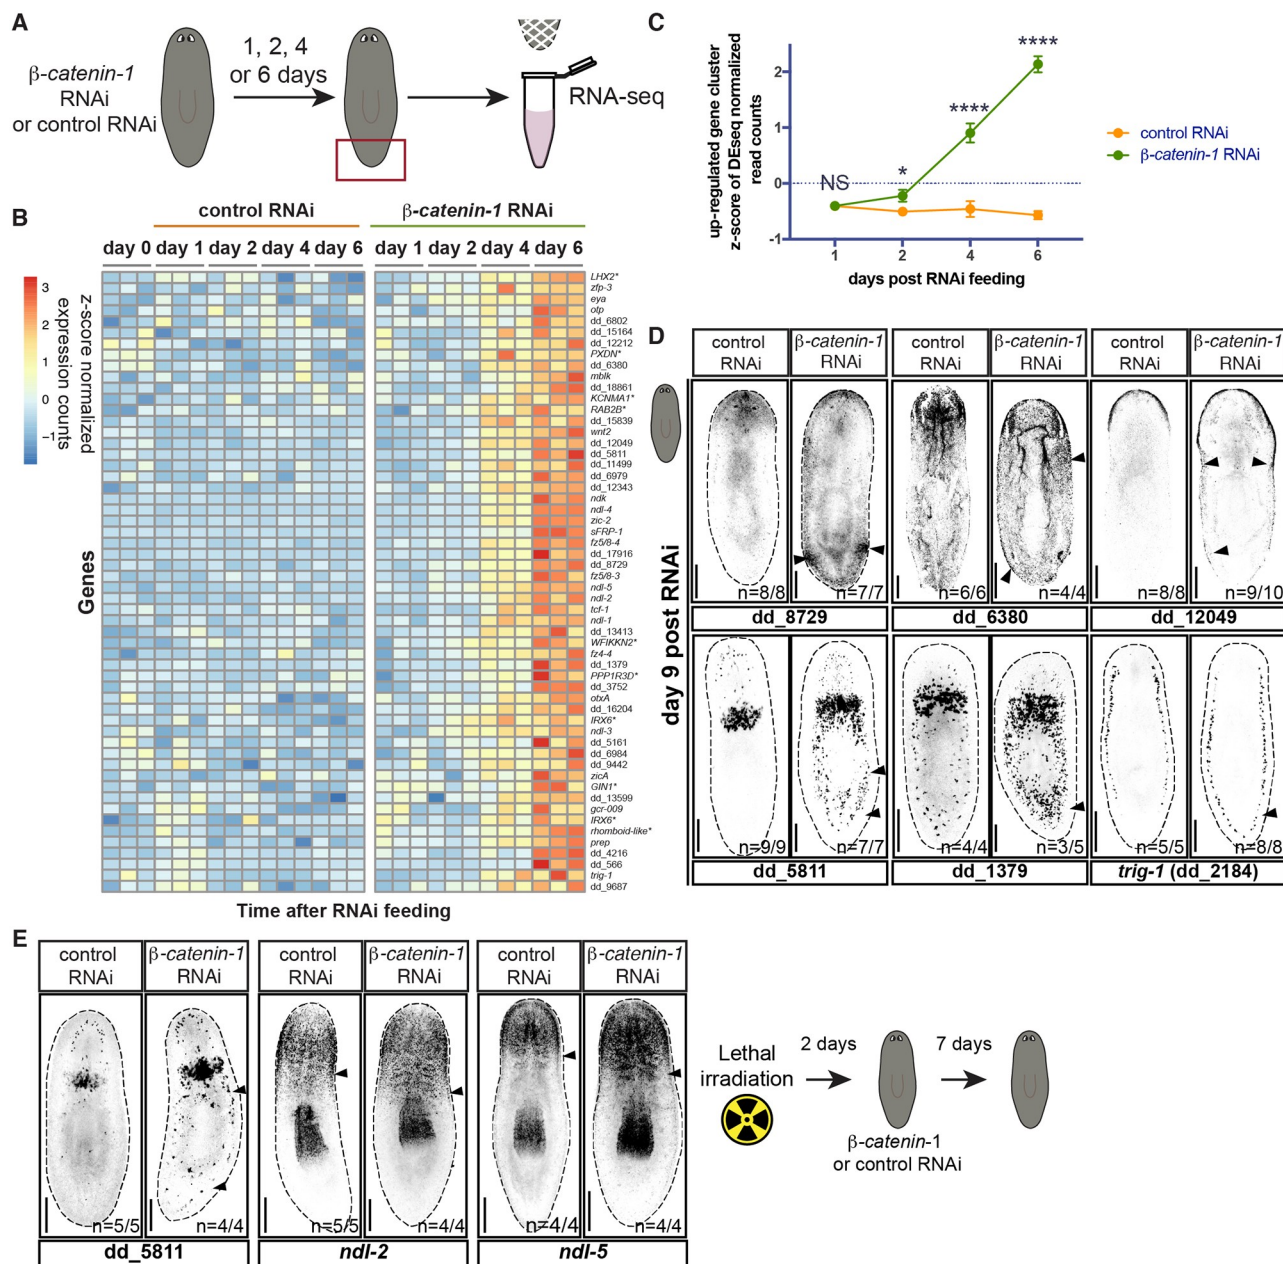 A
β-catenin-1
RNAi
or control RNAi
1, 2, 4
or 6 days
RNA-seq
B
control RNAi
β-catenin-1 RNAi
day 0 day 1 day 2 day 4 day 6
day 1 day 2 day 4 day 6
z-score normalized
expression counts
3
2
1
0
−1
Genes
LHX2*
zfp-3
eya
otp
dd_6802
dd_15164
dd_12212
PXDN*
dd_6380
mblk
dd_18861
KCNMA1*
RAB2B*
dd_15839
wnt2
dd_12049
dd_5811
dd_11499
dd_6979
dd_12343
ndk
ndl-4
zic-2
sFRP-1
fz5/8-4
dd_17916
dd_8729
fz5/8-3
ndl-5
ndl-2
tcf-1
ndl-1
dd_13413
WFIKKN2*
fz4-4
dd_1379
PPP1R3D*
dd_3752
otxA
dd_16204
IRX6*
ndl-3
dd_5161
dd_6984
dd_9442
zicA
GIN1*
dd_13599
gcr-009
IRX6*
rhomboid-like*
prep
dd_4216
dd_566
trig-1
dd_9687
Time after RNAi feeding
C
up-regulated gene cluster
z-score of DEseq normalized
read counts
2
1
0
-1
NS
*
****
****
1 2 4 6
days post RNAi feeding
control RNAi
β-catenin-1 RNAi
D
day 9 post RNAi
control
RNAi
β-catenin-1
RNAi
control
RNAi
β-catenin-1
RNAi
control
RNAi
β-catenin-1
RNAi
n=8/8
n=7/7
n=6/6
n=4/4
n=8/8
n=9/10
dd_8729
dd_6380
dd_12049
n=9/9
n=7/7
n=4/4
n=3/5
n=5/5
n=8/8
dd_5811
dd_1379
trig-1 (dd_2184)
E
control
RNAi
β-catenin-1
RNAi
control
RNAi
β-catenin-1
RNAi
control
RNAi
β-catenin-1
RNAi
n=5/5
n=4/4
n=5/5
n=4/4
n=4/4
n=4/4
dd_5811
ndl-2
ndl-5
Lethal
irradiation
2 days
7 days
β-catenin-1
or control RNAi